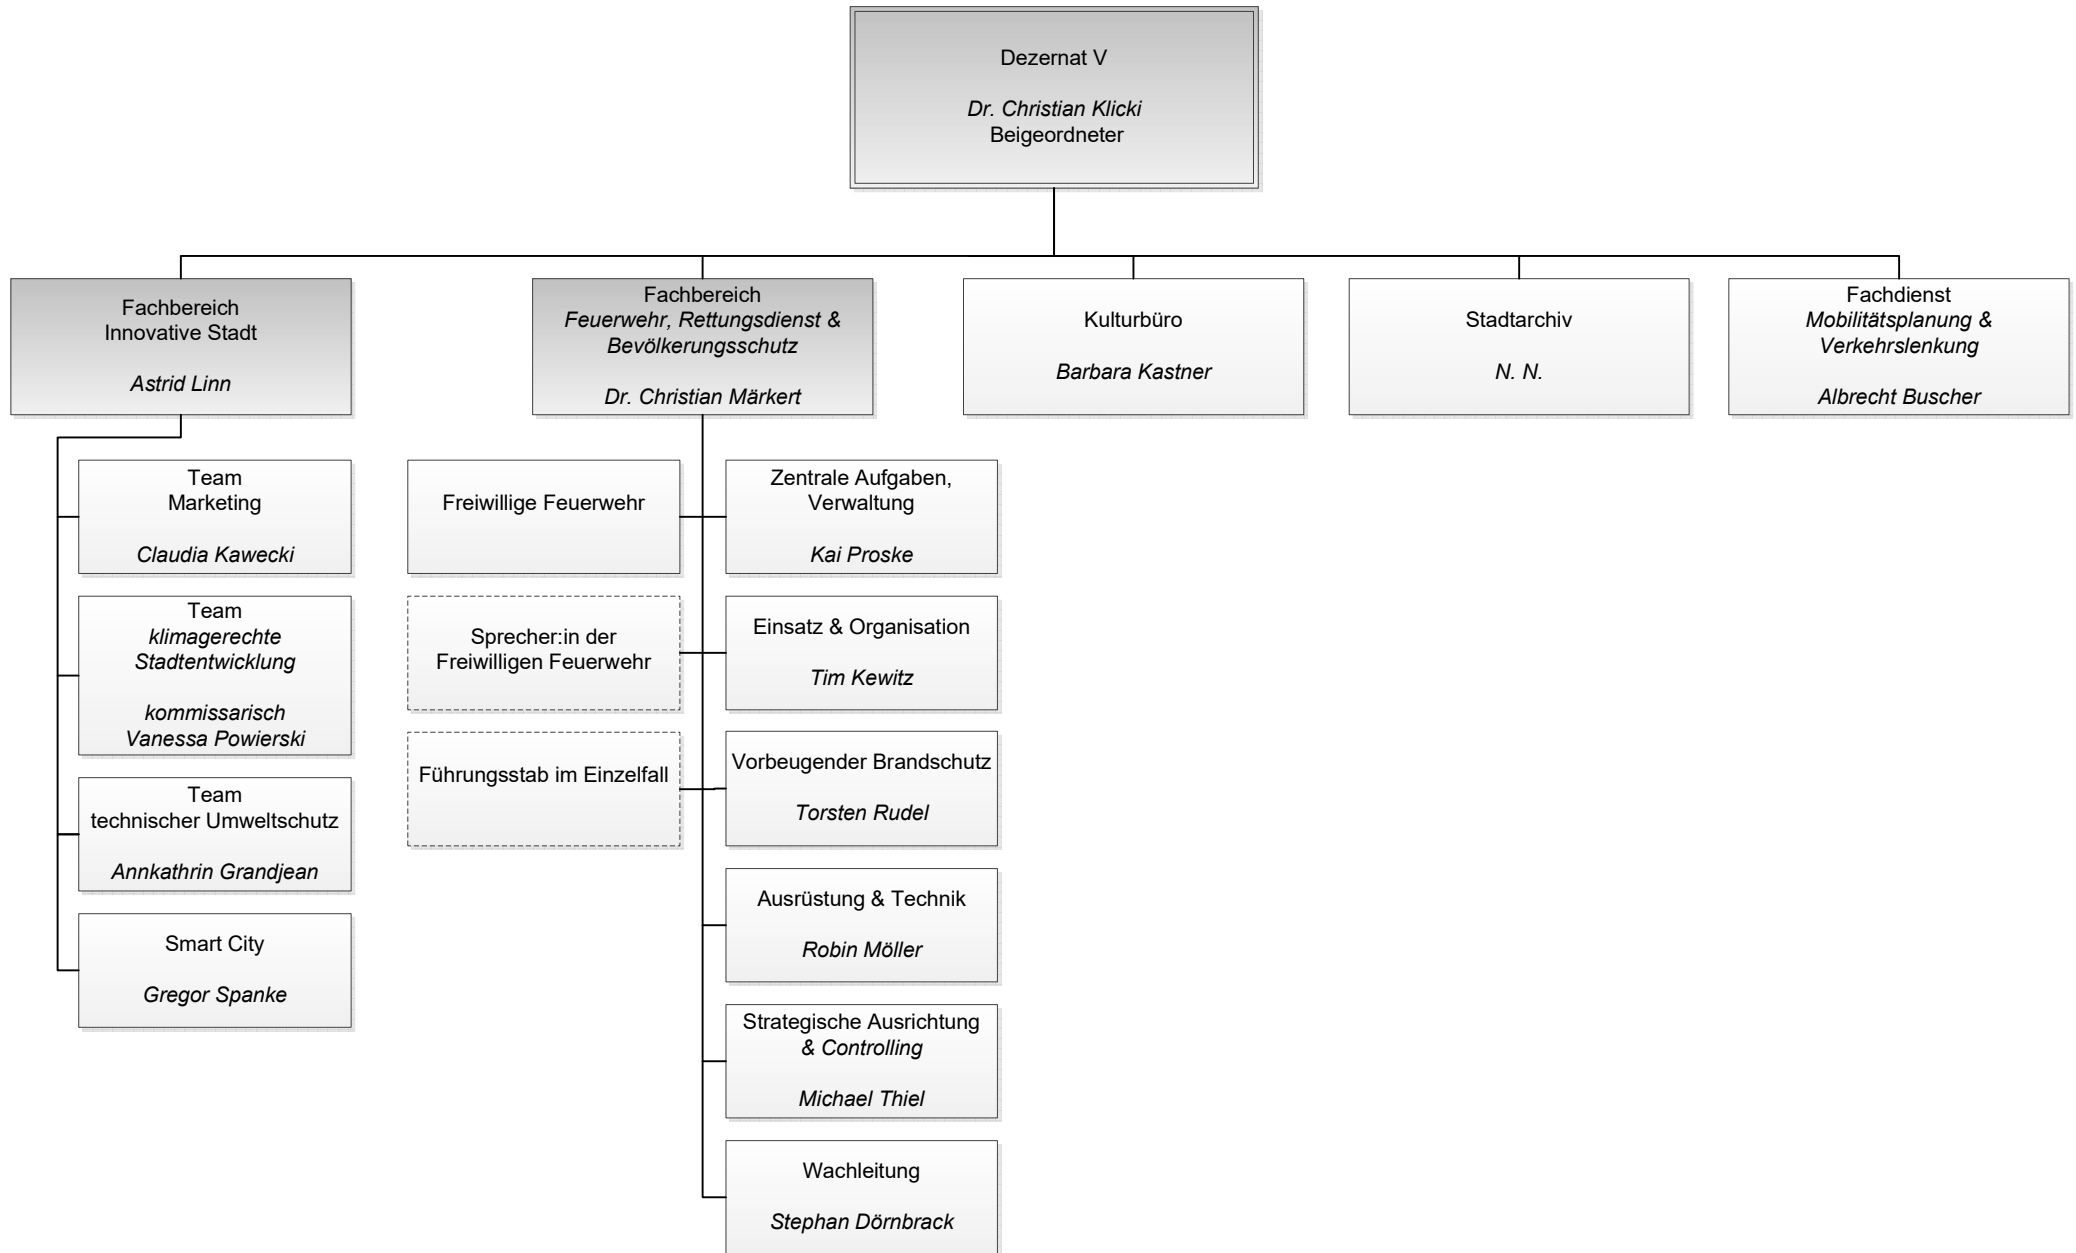 Dezernat V
Dr. Christian Klicki
Beigeordneter
Fachbereich
Innovative Stadt
Astrid Linn
Fachbereich
Feuerwehr, Rettungsdienst &
Bevölkerungsschutz
Dr. Christian Märkert
Kulturbüro
Barbara Kastner
Stadtarchiv
N. N.
Fachdienst
Mobilitätsplanung &
Verkehrslenkung
Albrecht Buscher
Team
Marketing
Claudia Kawecki
Team
klimagerechte
Stadtentwicklung
kommissarisch
Vanessa Powierski
Team
technischer Umweltschutz
Annkathrin Grandjean
Smart City
Gregor Spanke
Freiwillige Feuerwehr
Sprecher:in der
Freiwilligen Feuerwehr
Führungsstab im Einzelfall
Zentrale Aufgaben,
Verwaltung
Kai Proske
Einsatz & Organisation
Tim Kewitz
Vorbeugender Brandschutz
Torsten Rudel
Ausrüstung & Technik
Robin Möller
Strategische Ausrichtung
& Controlling
Michael Thiel
Wachleitung
Stephan Dörnbrack